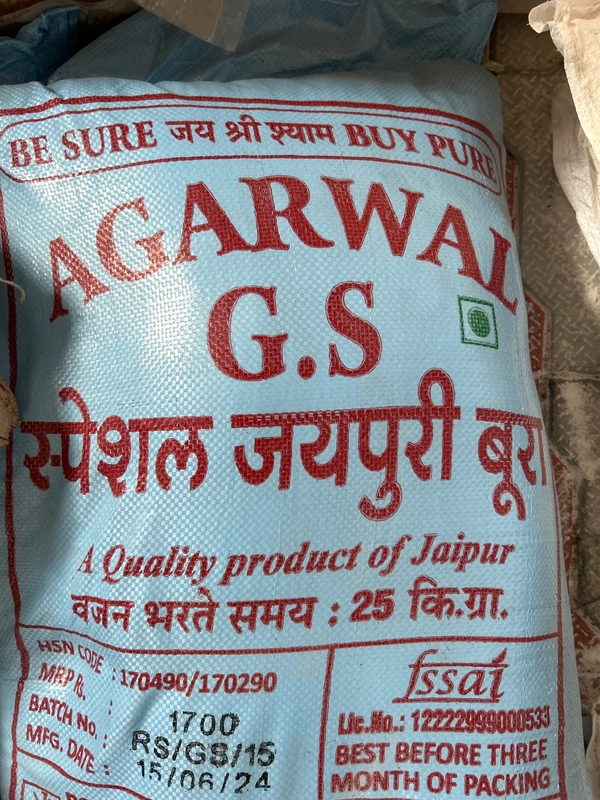 BE SURE जय श्री श्याम BUY PURE
AGARWAL
G.S
स्पेशल जयपुरी बूरा
A Quality product of Jaipur
वजन भरते समय : 25 कि.ग्रा.
HSN CODE : 170490/170290
MRP Rs. : 1700
BATCH No. : RS/GS/15
MFG. DATE : 15/06/24
fssai
Lic.No.: 12222999000533
BEST BEFORE THREE
MONTH OF PACKING